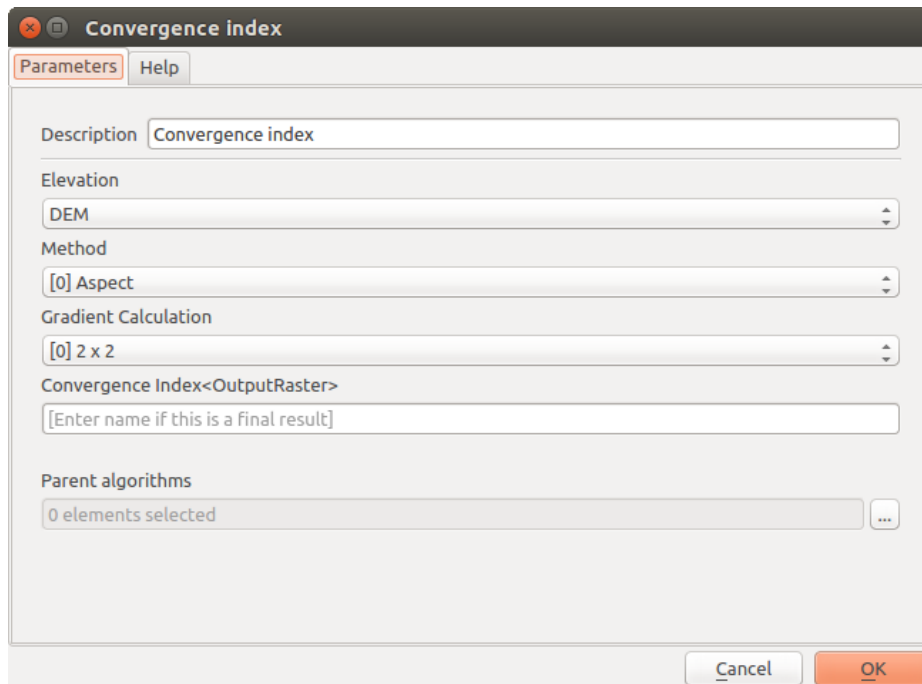 Convergence index
Parameters Help
Description Convergence index
Elevation
DEM
Method
[0] Aspect
Gradient Calculation
[0] 2 x 2
Convergence Index<OutputRaster>
[Enter name if this is a final result]
Parent algorithms
0 elements selected ...
Cancel OK